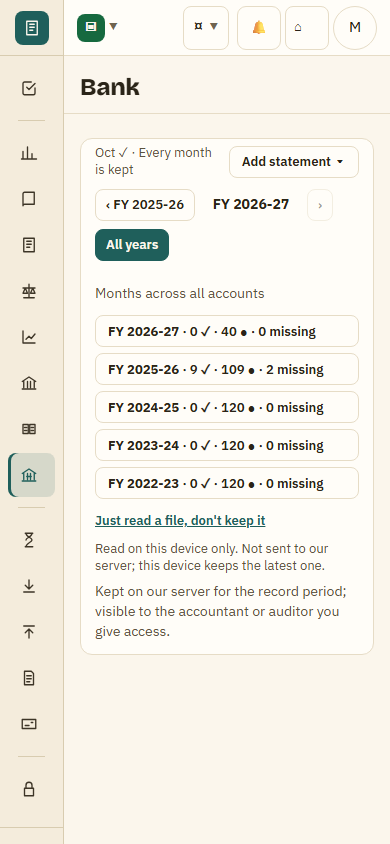 M
Bank
Oct ✓ · Every month
is kept
Add statement
‹ FY 2025-26
FY 2026-27
›
All years
Months across all accounts
FY 2026-27 · 0 ✓ · 40 ● · 0 missing
FY 2025-26 · 9 ✓ · 109 ● · 2 missing
FY 2024-25 · 0 ✓ · 120 ● · 0 missing
FY 2023-24 · 0 ✓ · 120 ● · 0 missing
FY 2022-23 · 0 ✓ · 120 ● · 0 missing
Just read a file, don't keep it
Read on this device only. Not sent to our
server; this device keeps the latest one.
Kept on our server for the record period;
visible to the accountant or auditor you
give access.